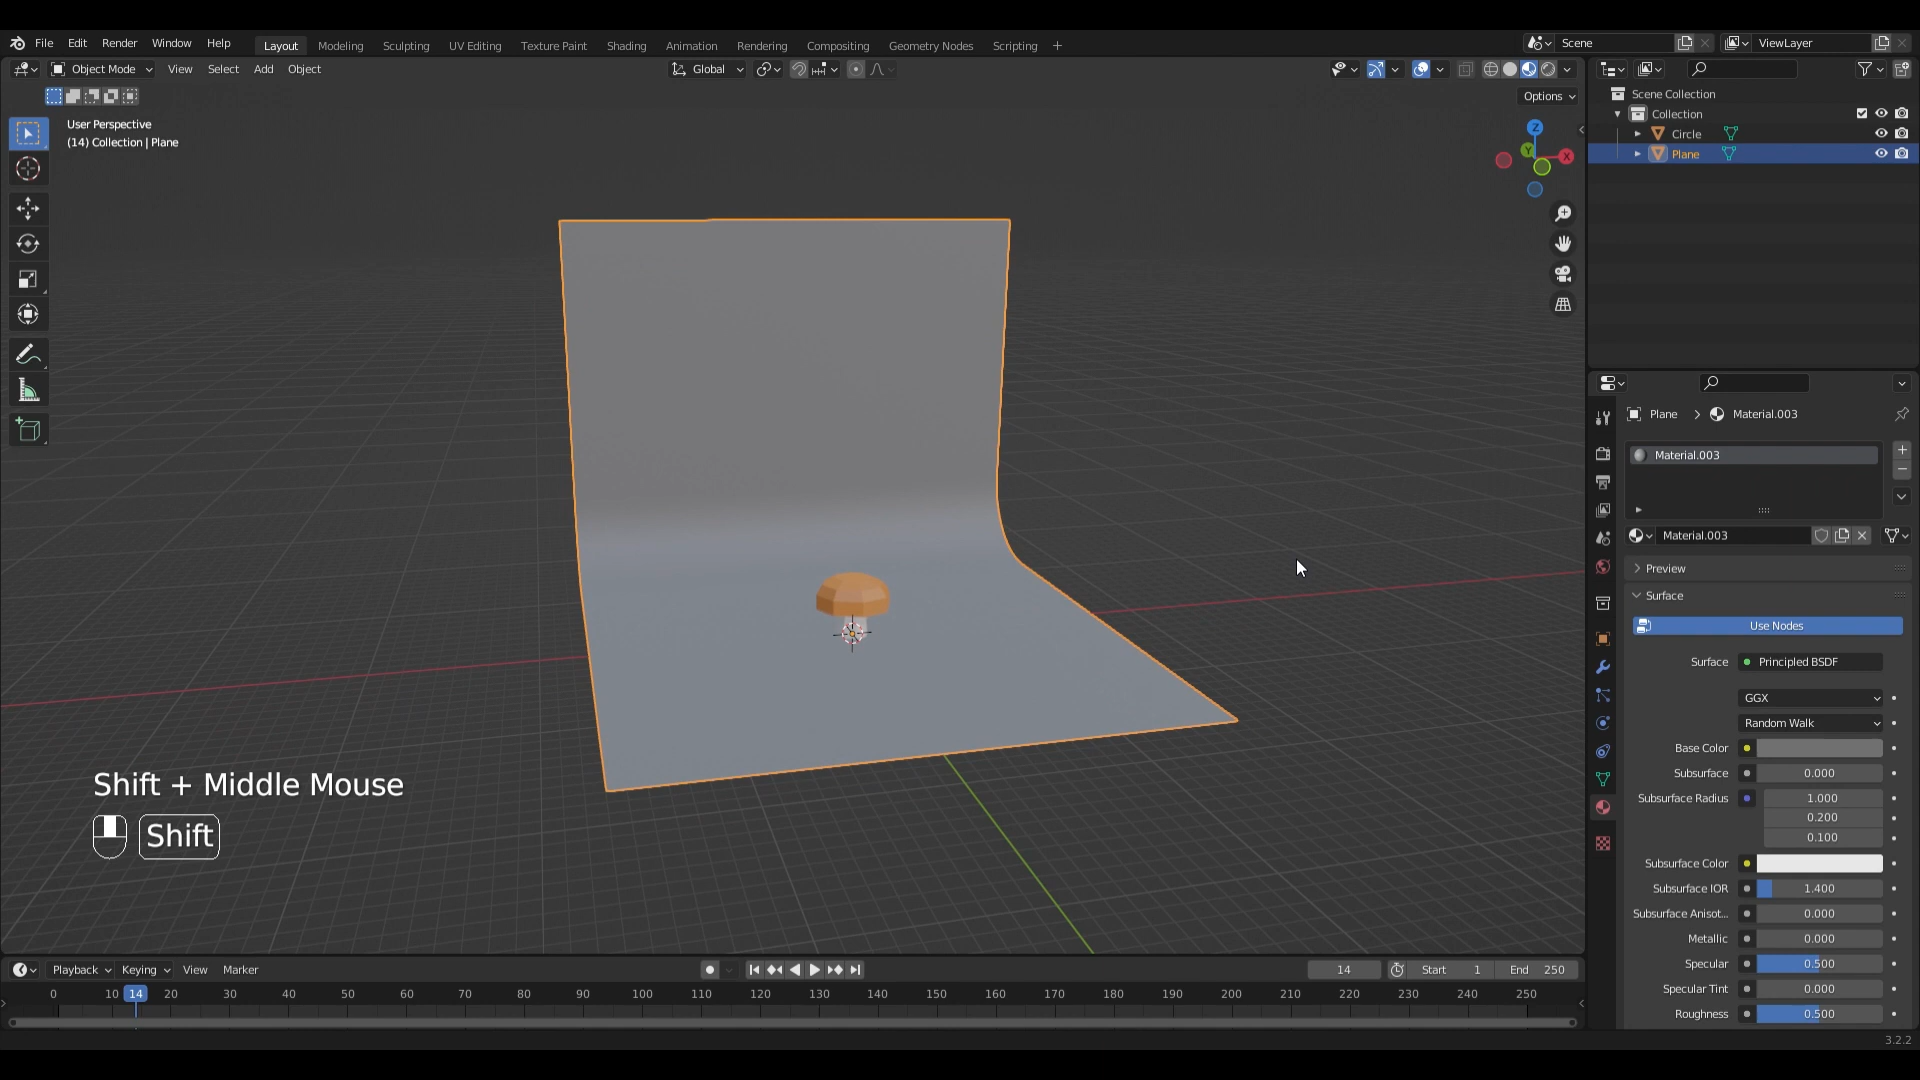 File Edit Render Window Help Layout Modeling Sculpting UV Editing Texture Paint Shading Animation Rendering Compositing Geometry Nodes Scripting + Scene ViewLayer
Object Mode View Select Add Object Global
Options
User Perspective
(14) Collection | Plane
Z
Y
X
Scene Collection
Collection
Circle
Plane
Plane > Material.003
Material.003
Material.003
Preview
Surface
Use Nodes
Surface Principled BSDF
GGX
Random Walk
Base Color
Subsurface 0.000
Subsurface Radius 1.000
0.200
0.100
Subsurface Color
Subsurface IOR 1.400
Subsurface Anisot... 0.000
Metallic 0.000
Specular 0.500
Specular Tint 0.000
Roughness 0.500
Shift + Middle Mouse
Shift
Playback Keying View Marker 14 Start 1 End 250
0 10 14 20 30 40 50 60 70 80 90 100 110 120 130 140 150 160 170 180 190 200 210 220 230 240 250
3.2.2